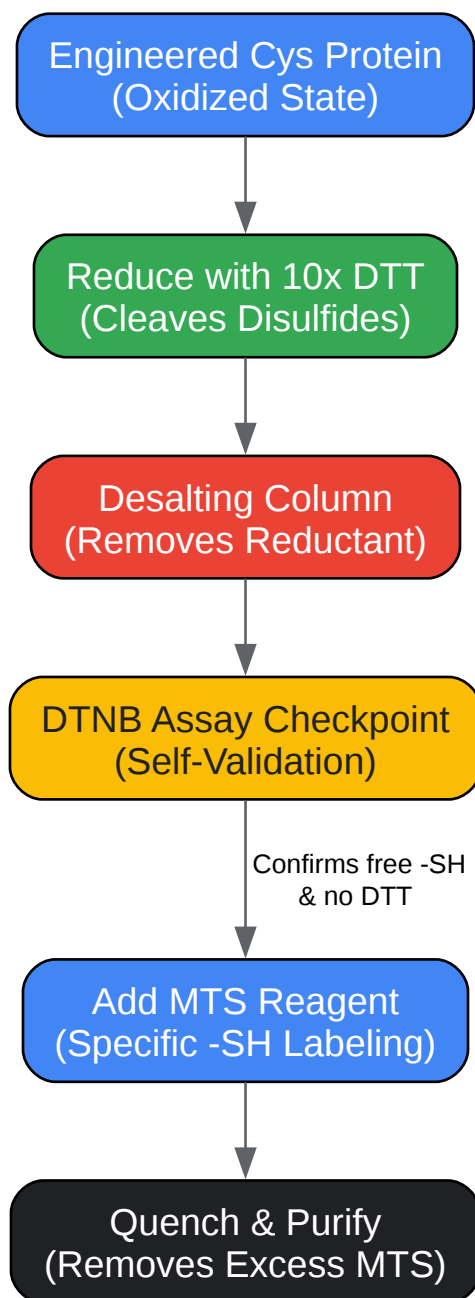 Engineered Cys Protein
(Oxidized State)
Reduce with 10x DTT
(Cleaves Disulfides)
Desalting Column
(Removes Reductant)
DTNB Assay Checkpoint
(Self-Validation)
Confirms free -SH
& no DTT
Add MTS Reagent
(Specific -SH Labeling)
Quench & Purify
(Removes Excess MTS)